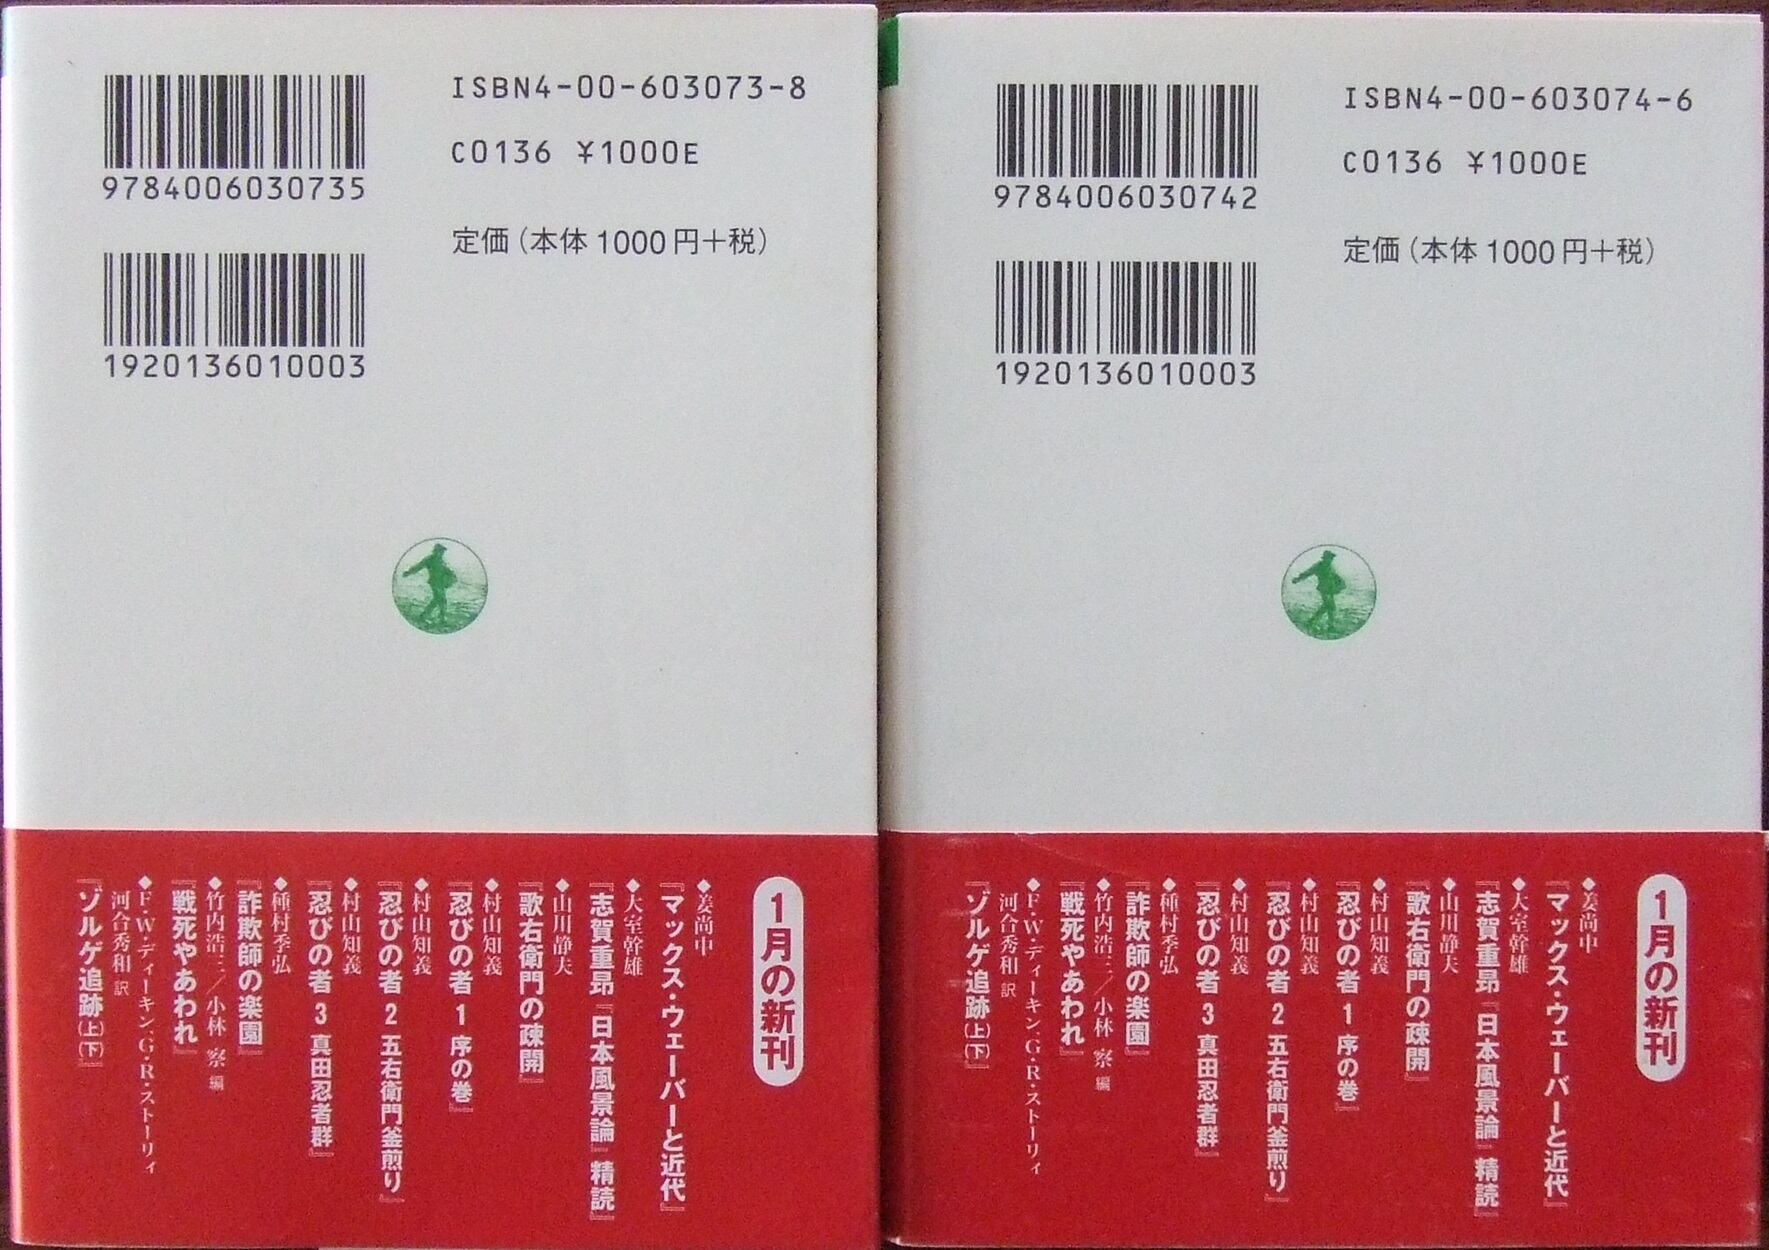 ISBN4-00-603073-8
C0136 ¥1000E
9784006030735
定価（本体 1000円＋税）
1920136010003
1月の新刊
◆姜尚中
『マックス・ウェーバーと近代』
◆大室幹雄
『志賀重昂『日本風景論』精読』
◆山川静夫
『歌右衛門の疎開』
◆村山知義
『忍びの者 1 序の巻』
◆村山知義
『忍びの者 2 五右衛門釜煎り』
◆村山知義
『忍びの者 3 真田忍者群』
◆種村季弘
『詐欺師の楽園』
◆竹内浩三／小林 察 編
『戦死やあわれ』
◆F・W・ディーキン、G・R・ストーリィ
河合秀和 訳
『ゾルゲ追跡(上)(下)』
ISBN4-00-603074-6
C0136 ¥1000E
9784006030742
定価（本体 1000円＋税）
1920136010003
1月の新刊
◆姜尚中
『マックス・ウェーバーと近代』
◆大室幹雄
『志賀重昂『日本風景論』精読』
◆山川静夫
『歌右衛門の疎開』
◆村山知義
『忍びの者 1 序の巻』
◆村山知義
『忍びの者 2 五右衛門釜煎り』
◆村山知義
『忍びの者 3 真田忍者群』
◆種村季弘
『詐欺師の楽園』
◆竹内浩三／小林 察 編
『戦死やあわれ』
◆F・W・ディーキン、G・R・ストーリィ
河合秀和 訳
『ゾルゲ追跡(上)(下)』